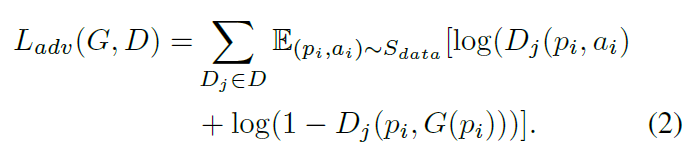 L_{adv}(G, D) = \sum_{D_j \in D} \mathbb{E}_{(p_i,a_i) \sim S_{data}}[\log(D_j(p_i, a_i)
+ \log(1 - D_j(p_i, G(p_i)))]. (2)